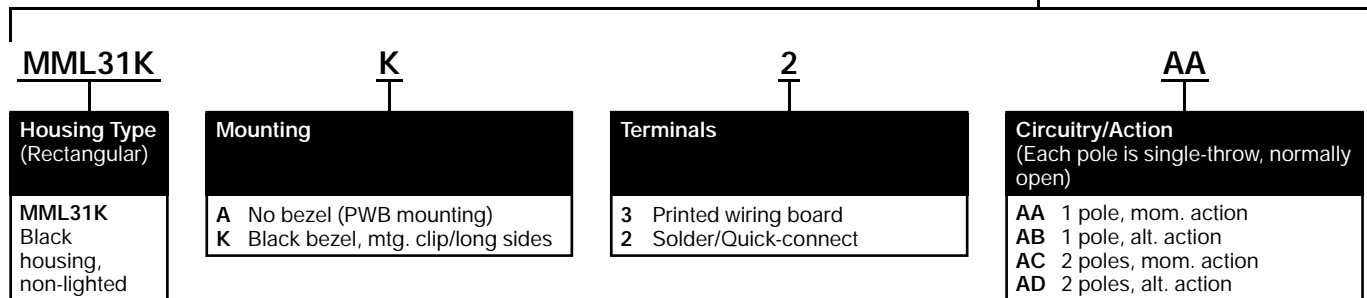 MML31K K 2 AA
Housing Type
(Rectangular)
MML31K
Black
housing,
non-lighted
Mounting
A No bezel (PWB mounting)
K Black bezel, mtg. clip/long sides
Terminals
3 Printed wiring board
2 Solder/Quick-connect
Circuitry/Action
(Each pole is single-throw, normally
open)
AA 1 pole, mom. action
AB 1 pole, alt. action
AC 2 poles, mom. action
AD 2 poles, alt. action